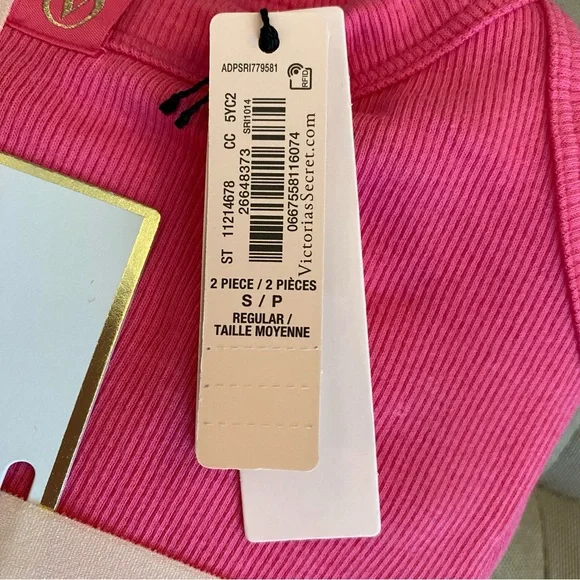 ADPSRI779581
RFID
ST 11214678 CC 5YC2
26648373 SRI1014
0667558116074
VictoriasSecret.com
2 PIECE / 2 PIÈCES
S / P
REGULAR /
TAILLE MOYENNE